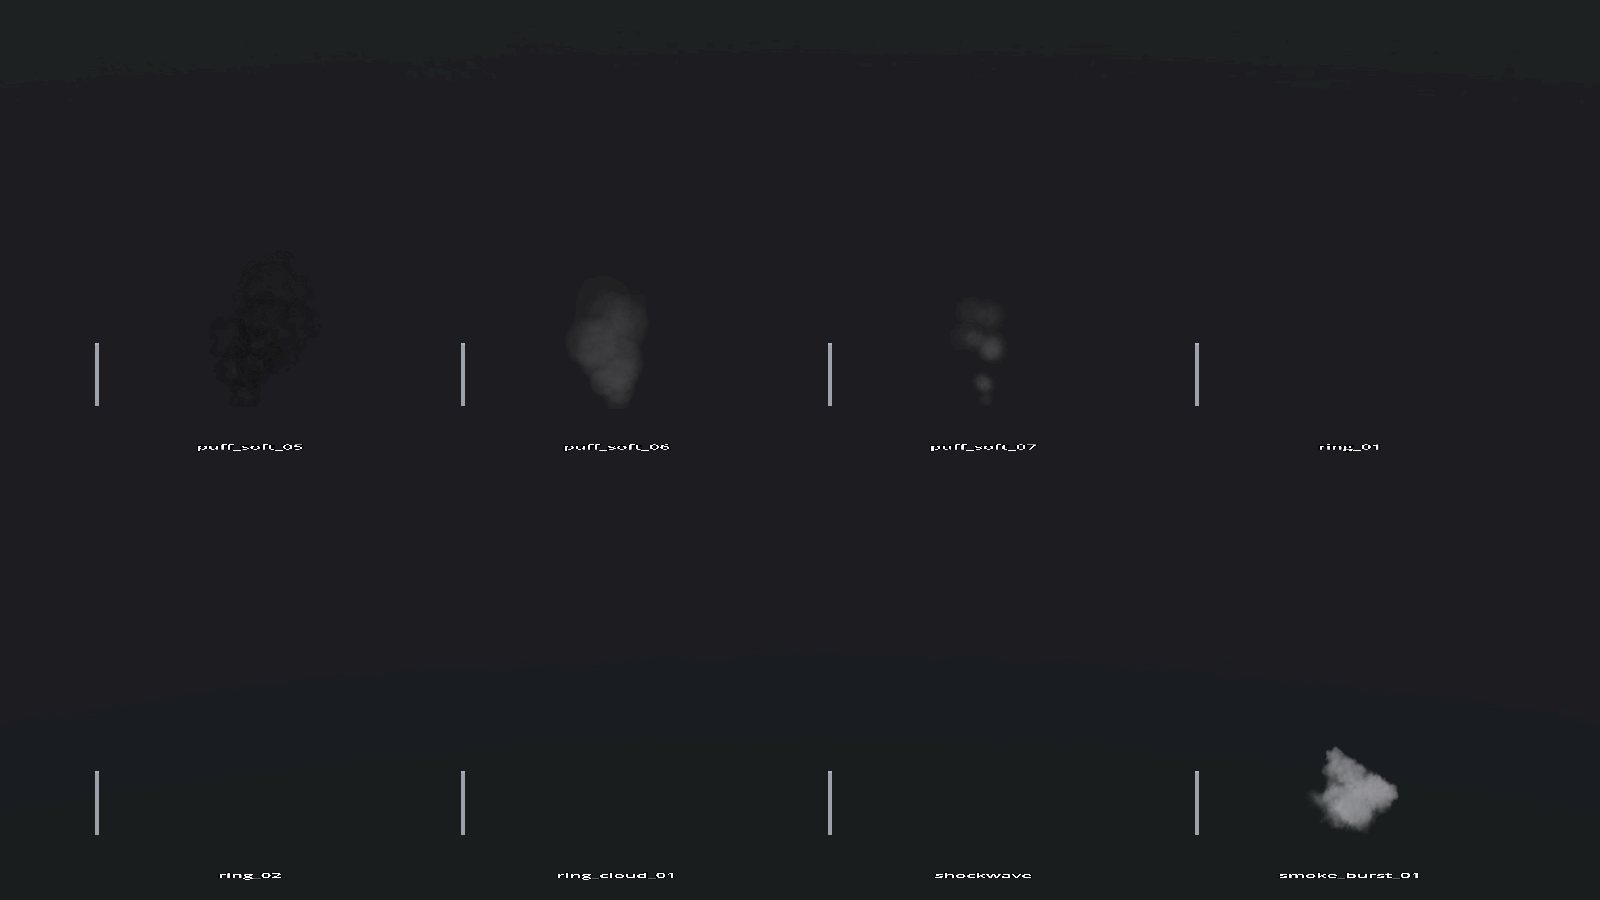 puff_soft_05
puff_soft_06
puff_soft_07
ring_01
ring_02
ring_cloud_01
shockwave
smoke_burst_01